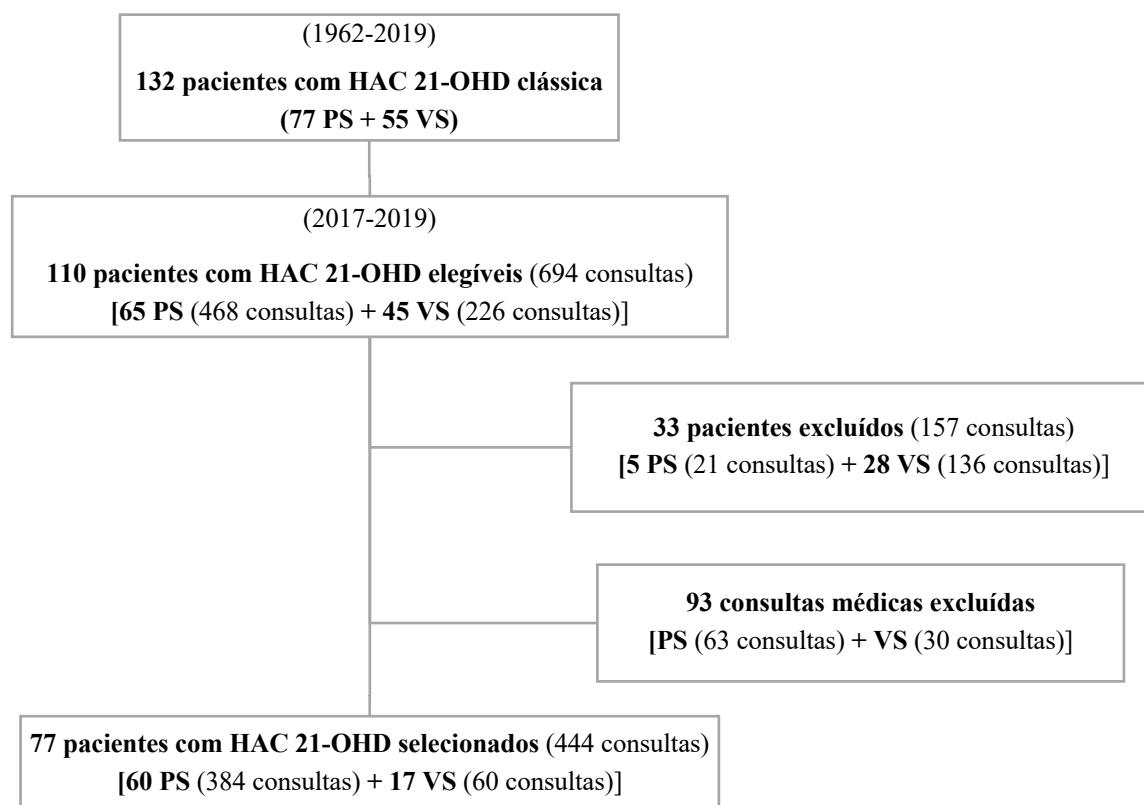 (1962-2019)
132 pacientes com HAC 21-OHD clássica
(77 PS + 55 VS)
(2017-2019)
110 pacientes com HAC 21-OHD elegíveis (694 consultas)
[65 PS (468 consultas) + 45 VS (226 consultas)]
33 pacientes excluídos (157 consultas)
[5 PS (21 consultas) + 28 VS (136 consultas)]
93 consultas médicas excluídas
[PS (63 consultas) + VS (30 consultas)]
77 pacientes com HAC 21-OHD selecionados (444 consultas)
[60 PS (384 consultas) + 17 VS (60 consultas)]